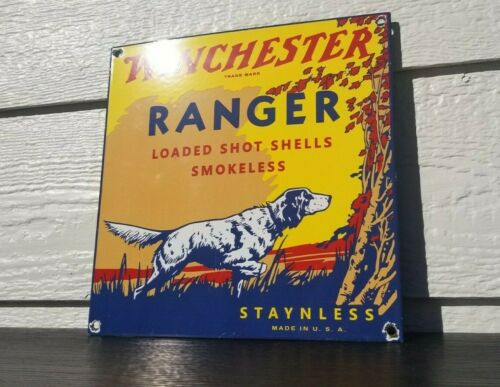 WINCHESTER
TRADE MARK
RANGER
LOADED SHOT SHELLS
SMOKELESS
STAYNLESS
MADE IN U. S. A.